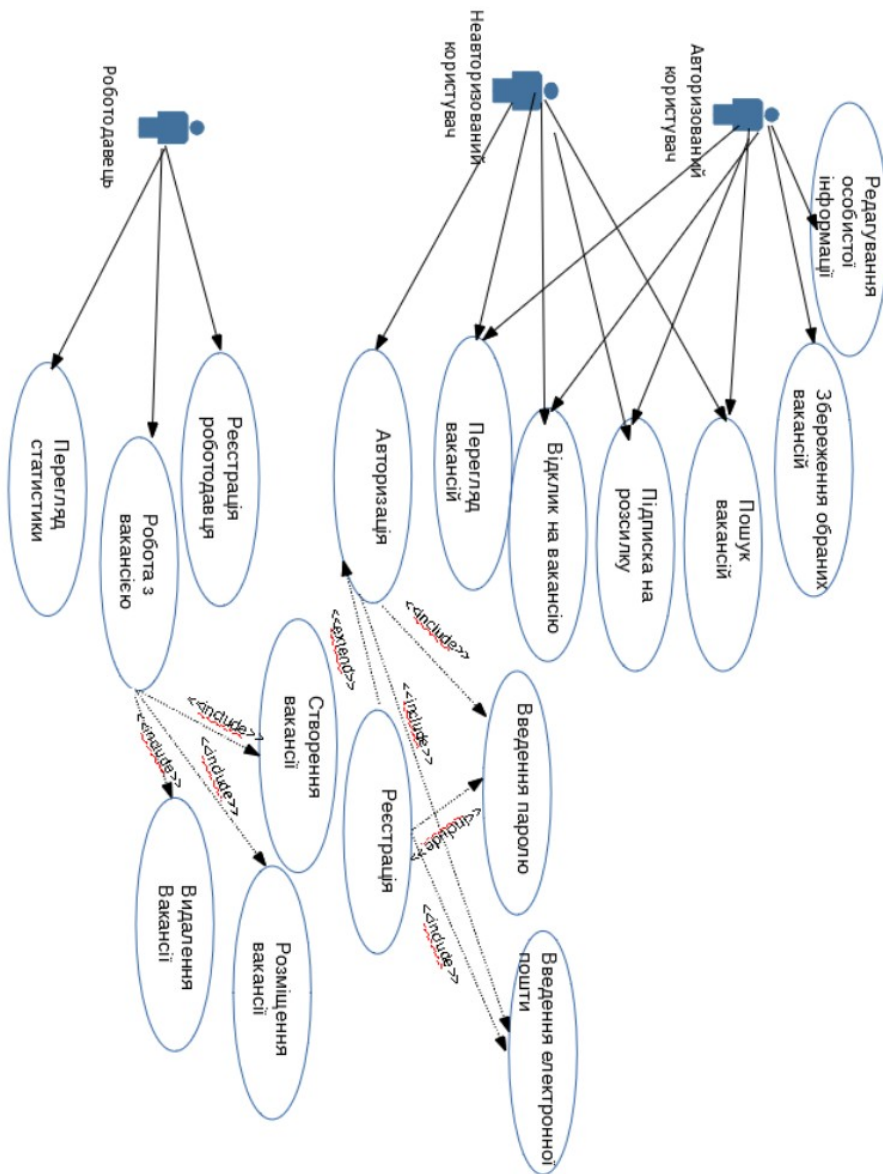 Редагування
особистої
інформації
Авторизований
користувач
Збереження обраних
вакансій
Пошук
вакансій
Підписка на
розсилку
Неавторизований
користувач
Відклик на вакансію
Перегляд
вакансій
Авторизація
<<include>>
Введення паролю
<<include>>
Введення електронної
пошти
<<extend>>
Реєстрація
<<include>>
<<include>>
Роботодавець
Реєстрація
роботодавця
Робота з
вакансією
Перегляд
статистики
<<include>>
Створення
вакансії
<<include>>
Розміщення
вакансії
<<include>>
Видалення
Вакансії